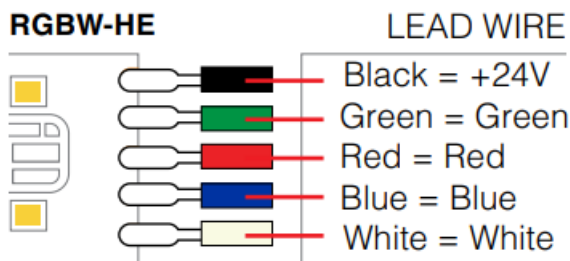 RGBW-HE
LEAD WIRE
Black = +24V
Green = Green
Red = Red
Blue = Blue
White = White